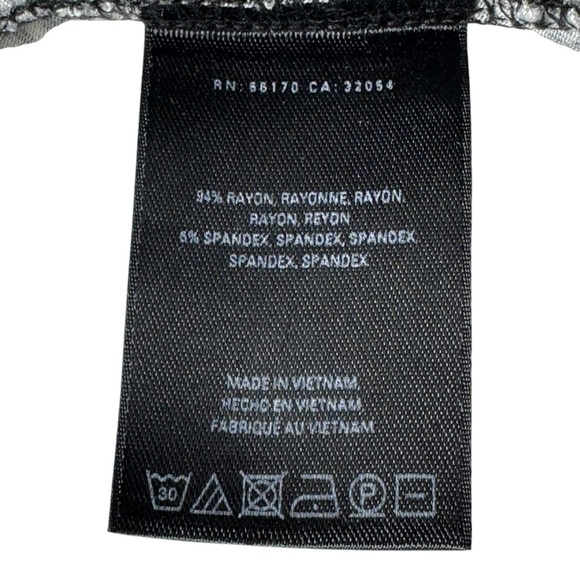 RN: 66170 CA: 32054
94% RAYON, RAYONNE, RAYON,
RAYON, REYON
6% SPANDEX, SPANDEX, SPANDEX,
SPANDEX, SPANDEX
MADE IN VIETNAM,
HECHO EN VIETNAM,
FABRIQUE AU VIETNAM
30 P